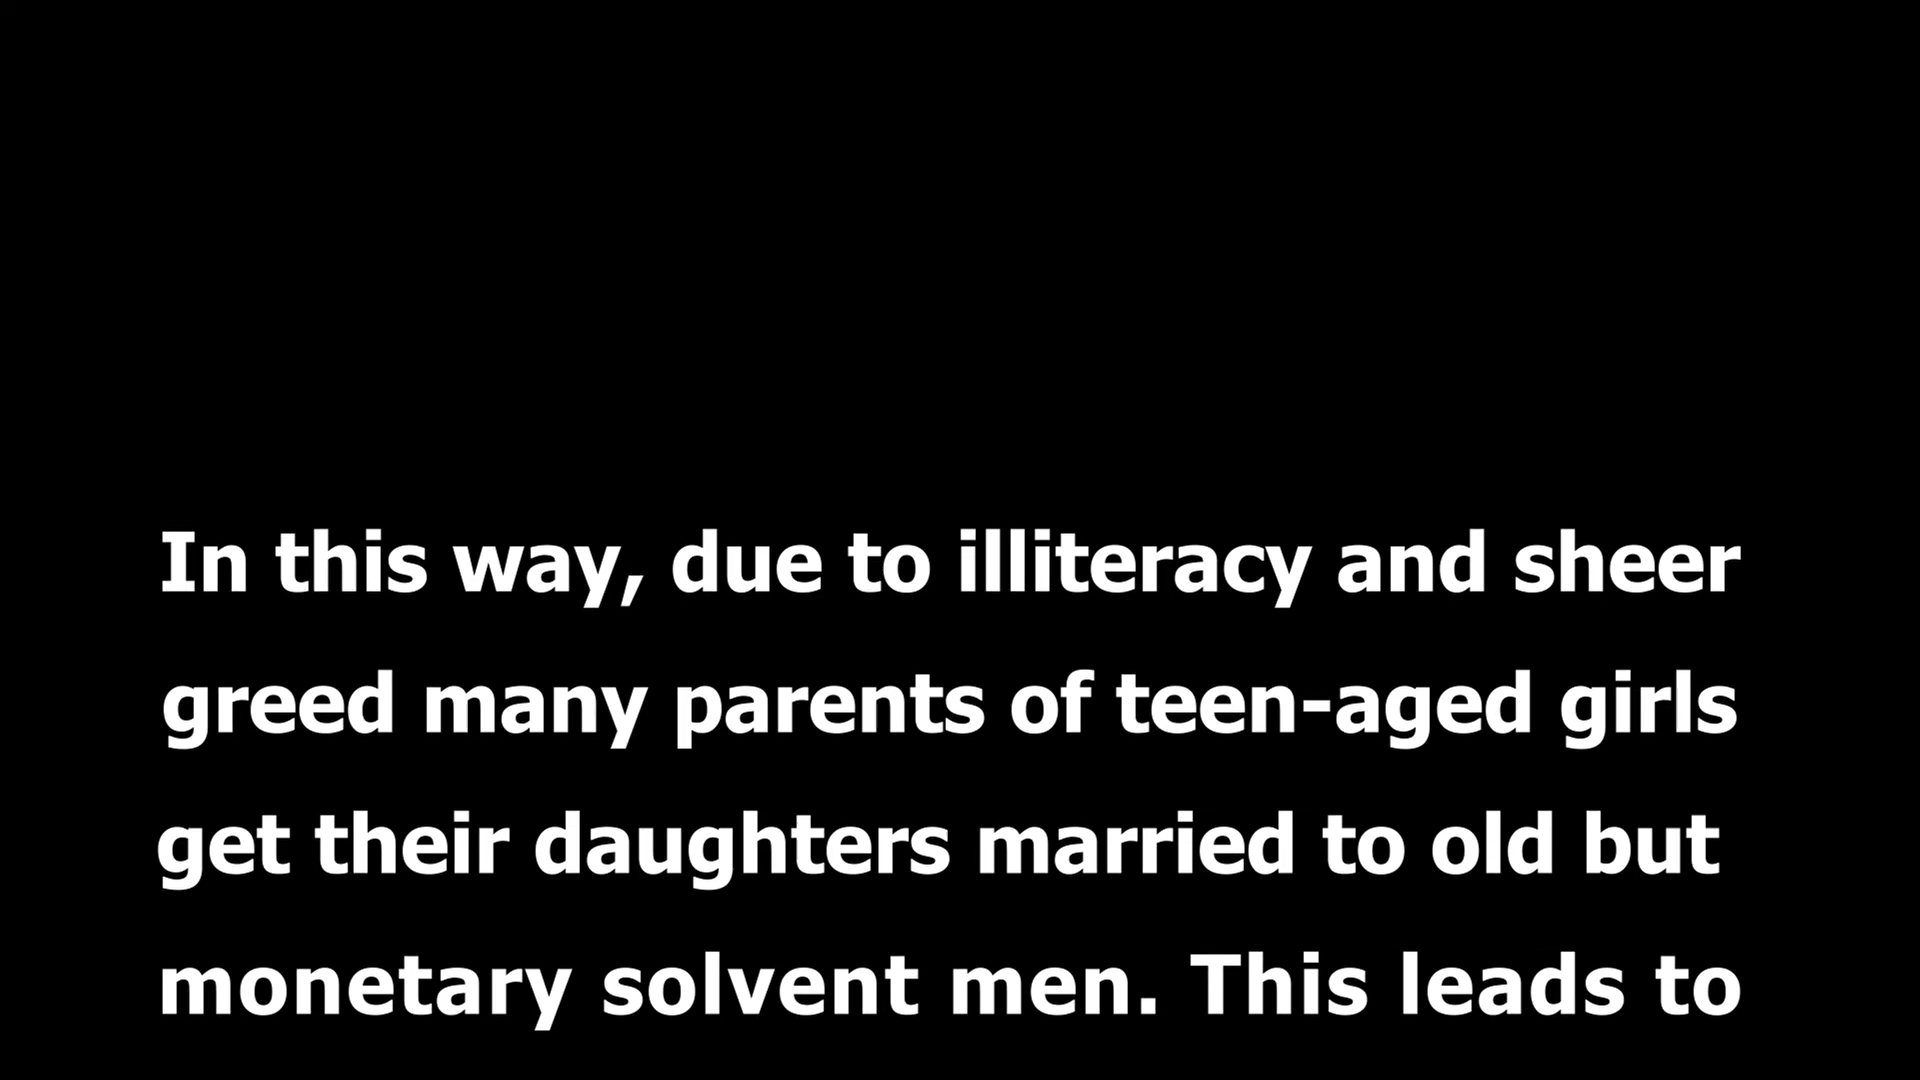 In this way, due to illiteracy and sheer
greed many parents of teen-aged girls
get their daughters married to old but
monetary solvent men. This leads to